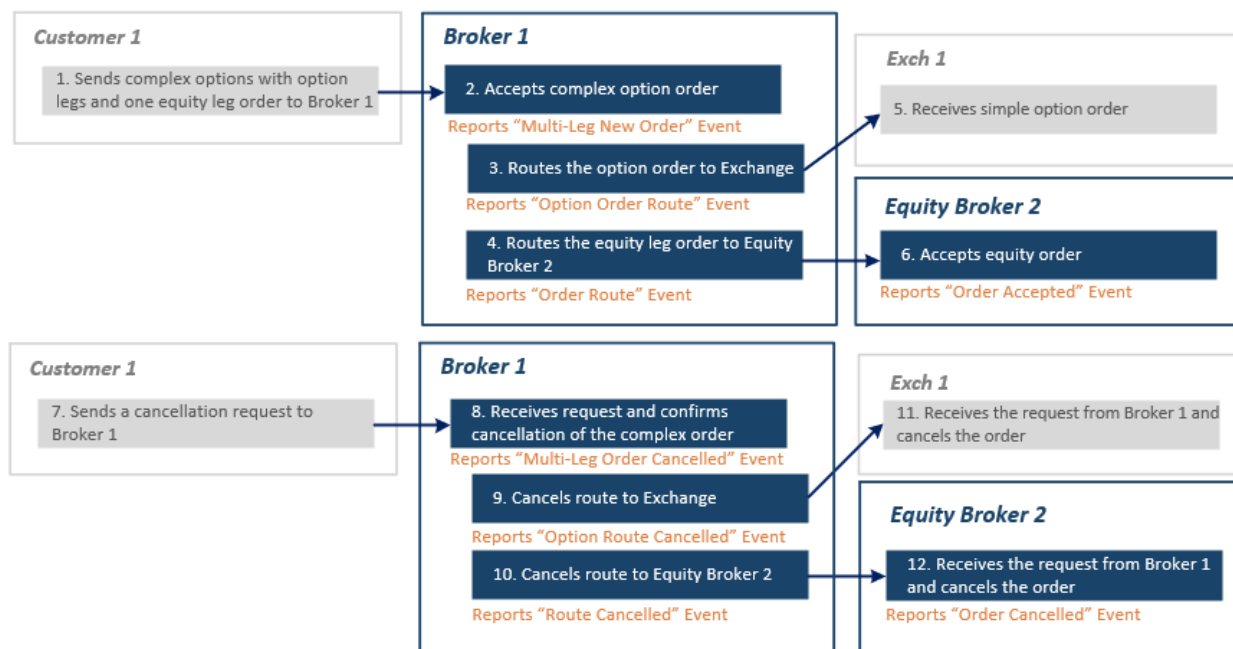 Customer 1
1. Sends complex options with option
legs and one equity leg order to Broker 1
Broker 1
2. Accepts complex option order
Reports “Multi-Leg New Order” Event
3. Routes the option order to Exchange
Reports “Option Order Route” Event
4. Routes the equity leg order to Equity
Broker 2
Reports “Order Route” Event
Exch 1
5. Receives simple option order
Equity Broker 2
6. Accepts equity order
Reports “Order Accepted” Event
Customer 1
7. Sends a cancellation request to
Broker 1
Broker 1
8. Receives request and confirms
cancellation of the complex order
Reports “Multi-Leg Order Cancelled” Event
9. Cancels route to Exchange
Reports “Option Route Cancelled” Event
10. Cancels route to Equity Broker 2
Reports “Route Cancelled” Event
Exch 1
11. Receives the request from Broker 1 and
cancels the order
Equity Broker 2
12. Receives the request from Broker 1
and cancels the order
Reports “Order Cancelled” Event